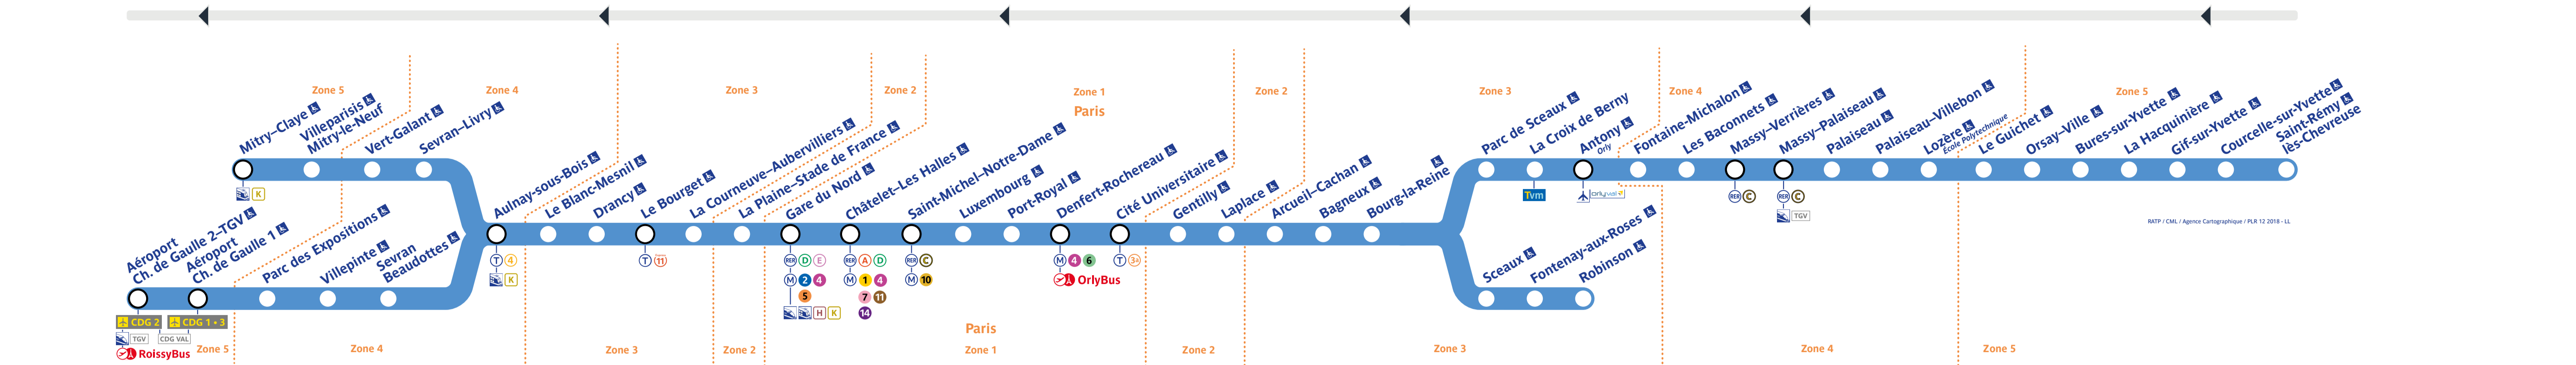 Zone 5
Zone 4
Zone 3
Zone 2
Zone 1
Paris
Zone 2
Zone 3
Zone 4
Zone 5
Mitry–Claye
Villeparisis
Mitry-le-Neuf
Vert-Galant
Sevran–Livry
K
Aéroport
Ch. de Gaulle 2–TGV
Aéroport
Ch. de Gaulle 1
Parc des Expositions
Villepinte
Sevran
Beaudottes
CDG 2
CDG 1 • 3
TGV
CDG VAL
RoissyBus
Aulnay-sous-Bois
T 4
K
Le Blanc-Mesnil
Drancy
Le Bourget
T 11
La Courneuve–Aubervilliers
La Plaine–Stade de France
Gare du Nord
RER D E
M 2 4
5
H K
Châtelet–Les Halles
RER A D
M 1 4
7 11
14
Saint-Michel–Notre-Dame
RER C
M 10
Luxembourg
Port-Royal
Denfert-Rochereau
M 4 6
OrlyBus
Cité Universitaire
T 3a
Gentilly
Laplace
Arcueil–Cachan
Bagneux
Bourg-la-Reine
Parc de Sceaux
La Croix de Berny
Tvm
Antony
Orly
orlyval
Fontaine-Michalon
Les Baconnets
Massy–Verrières
RER C
Massy–Palaiseau
RER C
TGV
Palaiseau
Palaiseau–Villebon
Lozère
École Polytechnique
Le Guichet
Orsay–Ville
Bures-sur-Yvette
La Hacquinière
Gif-sur-Yvette
Courcelle-sur-Yvette
Saint-Rémy
lès-Chevreuse
Sceaux
Fontenay-aux-Roses
Robinson
RATP / CML / Agence Cartographique / PLR 12 2018 - LL
Zone 5
Zone 4
Zone 3
Zone 2
Paris
Zone 1
Zone 2
Zone 3
Zone 4
Zone 5